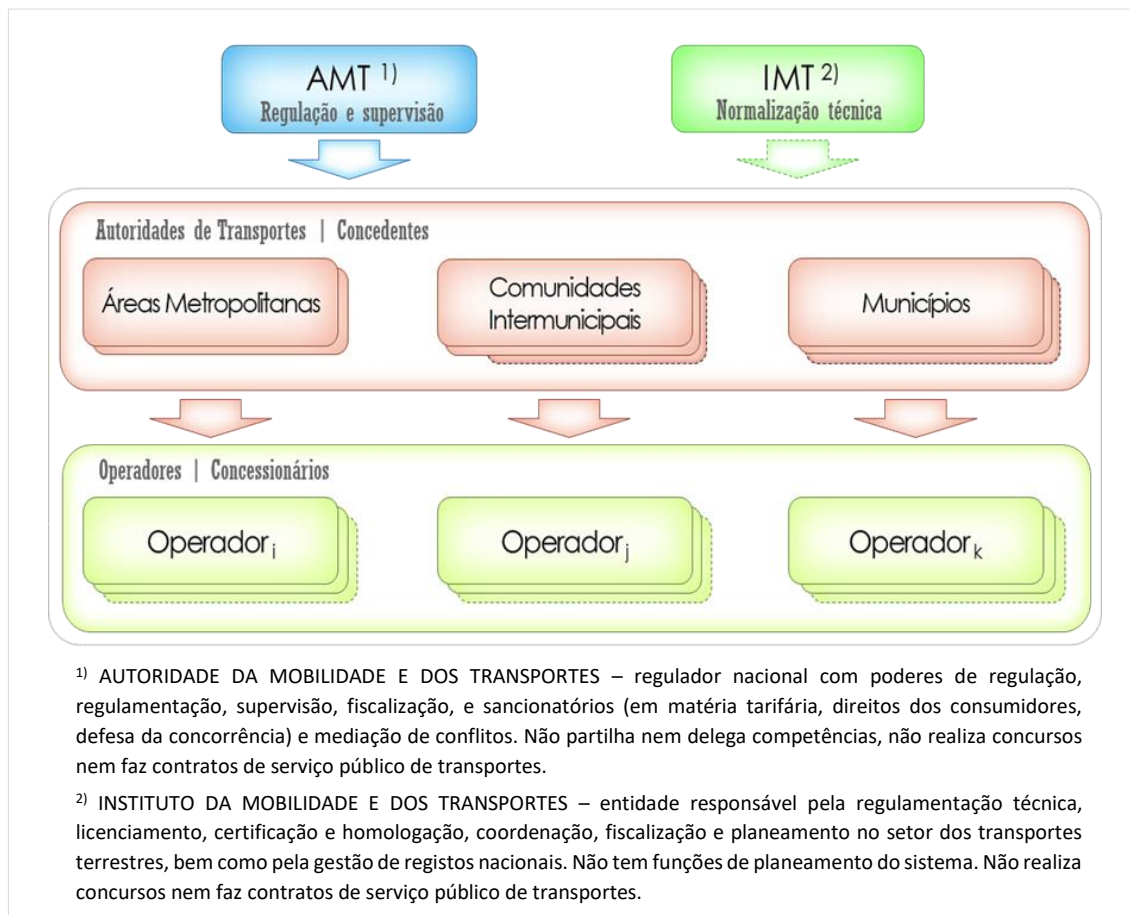 AMT 1)
Regulação e supervisão
IMT 2)
Normalização técnica
Autoridades de Transportes | Concedentes
Áreas Metropolitanas
Comunidades
Intermunicipais
Municípios
Operadores | Concessionários
Operador i
Operador j
Operador k
1) AUTORIDADE DA MOBILIDADE E DOS TRANSPORTES – regulador nacional com poderes de regulação,
regulamentação, supervisão, fiscalização, e sancionatórios (em matéria tarifária, direitos dos consumidores,
defesa da concorrência) e mediação de conflitos. Não partilha nem delega competências, não realiza concursos
nem faz contratos de serviço público de transportes.
2) INSTITUTO DA MOBILIDADE E DOS TRANSPORTES – entidade responsável pela regulamentação técnica,
licenciamento, certificação e homologação, coordenação, fiscalização e planeamento no setor dos transportes
terrestres, bem como pela gestão de registos nacionais. Não tem funções de planeamento do sistema. Não realiza
concursos nem faz contratos de serviço público de transportes.